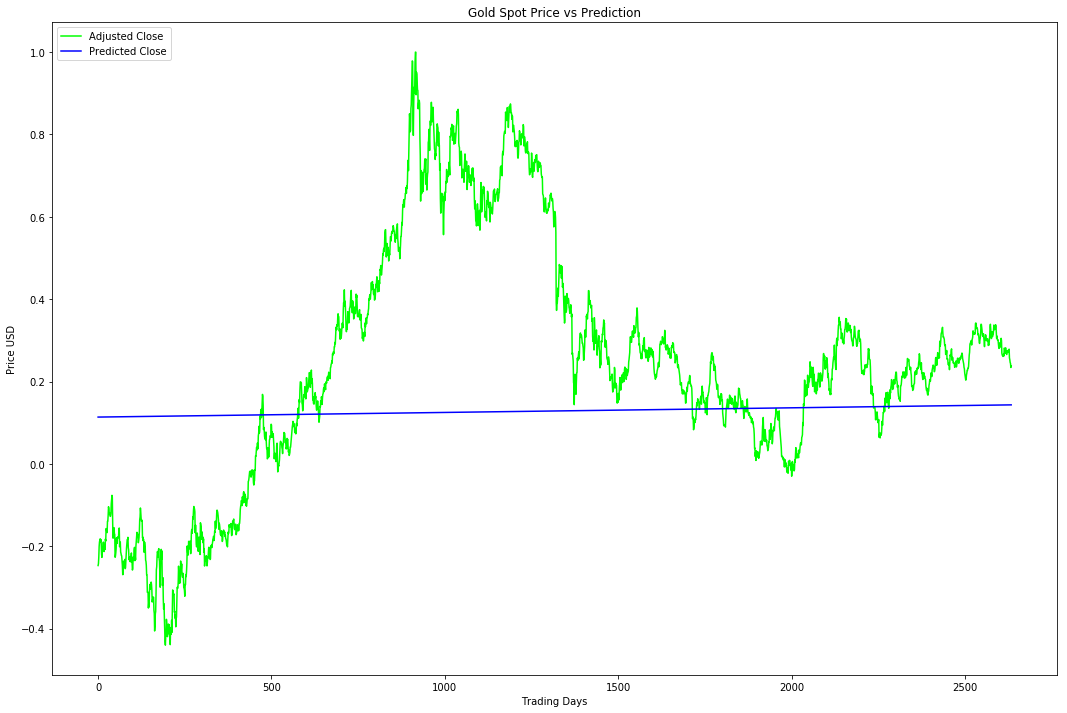 Gold Spot Price vs Prediction
Adjusted Close
Predicted Close
1.0
0.8
0.6
0.4
0.2
0.0
−0.2
−0.4
Price USD
0 500 1000 1500 2000 2500
Trading Days